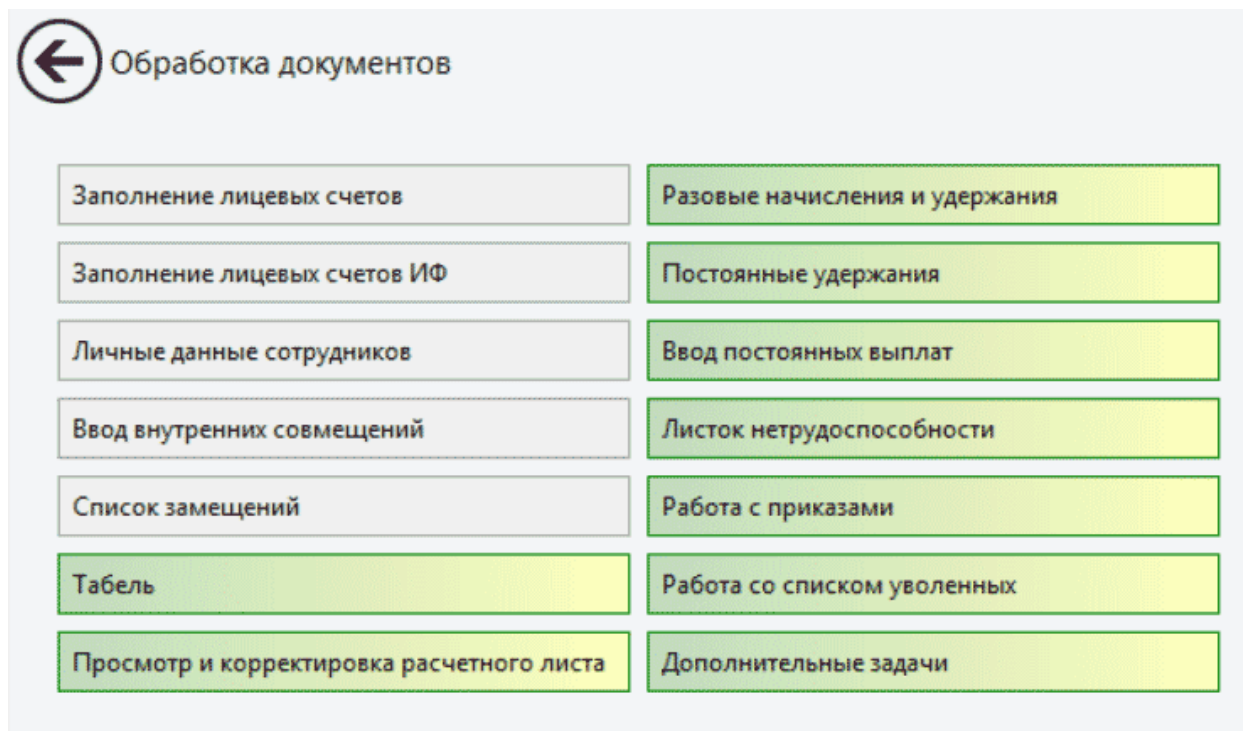 Обработка документов
Заполнение лицевых счетов
Заполнение лицевых счетов ИФ
Личные данные сотрудников
Ввод внутренних совмещений
Список замещений
Табель
Просмотр и корректировка расчетного листа
Разовые начисления и удержания
Постоянные удержания
Ввод постоянных выплат
Листок нетрудоспособности
Работа с приказами
Работа со списком уволенных
Дополнительные задачи